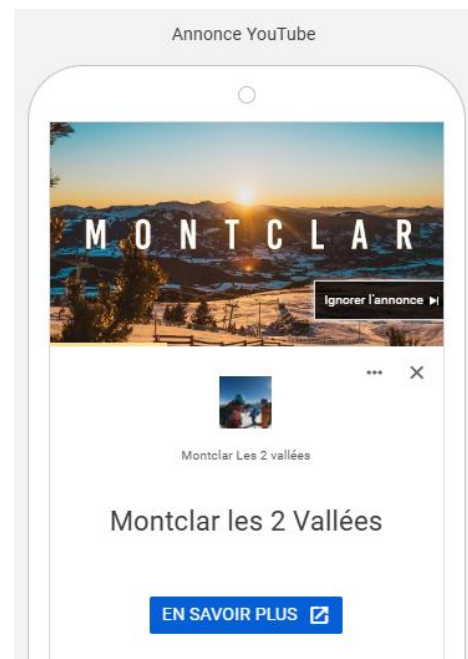 Annonce YouTube
MONTCLAR
Ignorer l'annonce
Montclar Les 2 vallées
Montclar les 2 Vallées
EN SAVOIR PLUS